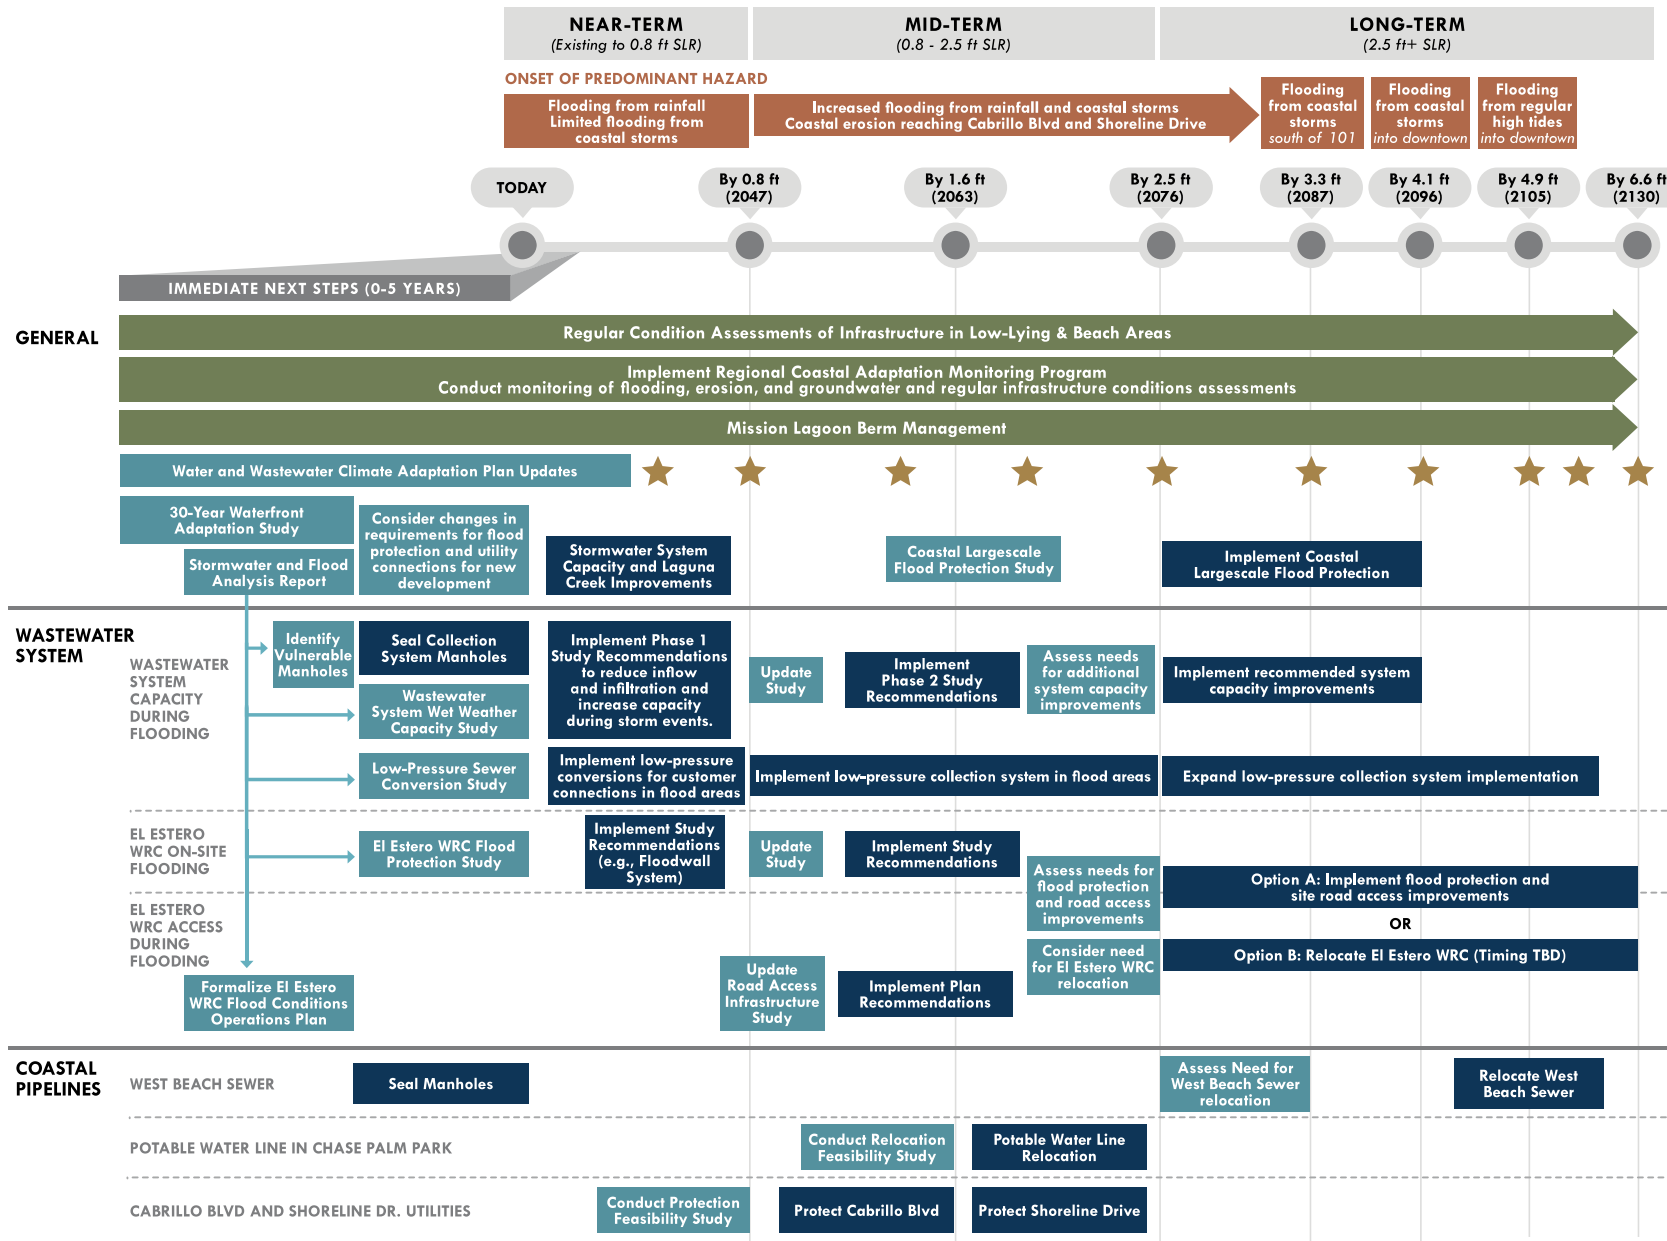 NEAR-TERM
(Existing to 0.8 ft SLR)
MID-TERM
(0.8 - 2.5 ft SLR)
LONG-TERM
(2.5 ft+ SLR)
ONSET OF PREDOMINANT HAZARD
Flooding from rainfall
Limited flooding from
coastal storms
Increased flooding from rainfall and coastal storms
Coastal erosion reaching Cabrillo Blvd and Shoreline Drive
Flooding
from coastal
storms
south of 101
Flooding
from coastal
storms
into downtown
Flooding
from regular
high tides
into downtown
TODAY
By 0.8 ft
(2047)
By 1.6 ft
(2063)
By 2.5 ft
(2076)
By 3.3 ft
(2087)
By 4.1 ft
(2096)
By 4.9 ft
(2105)
By 6.6 ft
(2130)
IMMEDIATE NEXT STEPS (0-5 YEARS)
GENERAL
Regular Condition Assessments of Infrastructure in Low-Lying & Beach Areas
Implement Regional Coastal Adaptation Monitoring Program
Conduct monitoring of flooding, erosion, and groundwater and regular infrastructure conditions assessments
Mission Lagoon Berm Management
Water and Wastewater Climate Adaptation Plan Updates
30-Year Waterfront
Adaptation Study
Stormwater and Flood
Analysis Report
Consider changes in
requirements for flood
protection and utility
connections for new
development
Stormwater System
Capacity and Laguna
Creek Improvements
Coastal Largescale
Flood Protection Study
Implement Coastal
Largescale Flood Protection
WASTEWATER
SYSTEM
WASTEWATER
SYSTEM
CAPACITY
DURING
FLOODING
Identify
Vulnerable
Manholes
Seal Collection
System Manholes
Wastewater
System Wet Weather
Capacity Study
Implement Phase 1
Study Recommendations
to reduce inflow
and infiltration and
increase capacity
during storm events.
Update
Study
Implement
Phase 2 Study
Recommendations
Assess needs
for additional
system capacity
improvements
Implement recommended system
capacity improvements
Low-Pressure Sewer
Conversion Study
Implement low-pressure
conversions for customer
connections in flood areas
Implement low-pressure collection system in flood areas
Expand low-pressure collection system implementation
EL ESTERO
WRC ON-SITE
FLOODING
El Estero WRC Flood
Protection Study
Implement Study
Recommendations
(e.g., Floodwall
System)
Update
Study
Implement Study
Recommendations
Assess needs for
flood protection
and road access
improvements
Option A: Implement flood protection and
site road access improvements
OR
EL ESTERO
WRC ACCESS
DURING
FLOODING
Formalize El Estero
WRC Flood Conditions
Operations Plan
Update
Road Access
Infrastructure
Study
Implement Plan
Recommendations
Consider need
for El Estero WRC
relocation
Option B: Relocate El Estero WRC (Timing TBD)
COASTAL
PIPELINES
WEST BEACH SEWER
Seal Manholes
Assess Need for
West Beach Sewer
relocation
Relocate West
Beach Sewer
POTABLE WATER LINE IN CHASE PALM PARK
Conduct Relocation
Feasibility Study
Potable Water Line
Relocation
CABRILLO BLVD AND SHORELINE DR. UTILITIES
Conduct Protection
Feasibility Study
Protect Cabrillo Blvd
Protect Shoreline Drive